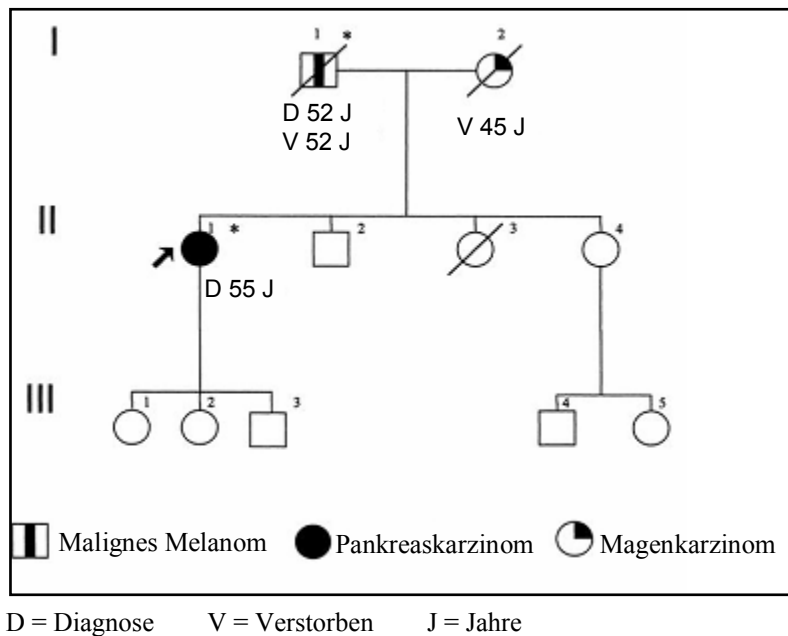 I
1 *
2
D 52 J
V 52 J
V 45 J
II
1 *
2
3
4
D 55 J
III
1
2
3
4
5
Malignes Melanom Pankreaskarzinom Magenkarzinom
D = Diagnose V = Verstorben J = Jahre